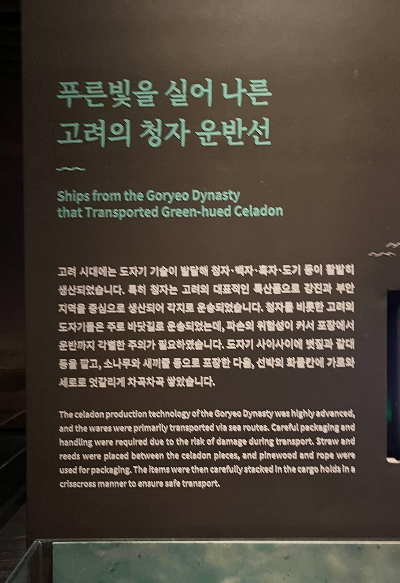 푸른빛을 실어 나른
고려의 청자 운반선
Ships from the Goryeo Dynasty
that Transported Green-hued Celadon
고려 시대에는 도자기 기술이 발달해 청자·백자·흑자·도기 등이 활발히
생산되었습니다. 특히 청자는 고려의 대표적인 특산품으로 강진과 부안
지역을 중심으로 생산되어 각지로 운송되었습니다. 청자를 비롯한 고려의
도자기들은 주로 바닷길로 운송되었는데, 파손의 위험성이 커서 포장에서
운반까지 각별한 주의가 필요하였습니다. 도자기 사이사이에 볏짚과 갈대
등을 깔고, 소나무와 새끼줄 등으로 포장한 다음, 선박의 화물칸에 가로와
세로로 엇갈리게 차곡차곡 쌓았습니다.
The celadon production technology of the Goryeo Dynasty was highly advanced,
and the wares were primarily transported via sea routes. Careful packaging and
handling were required due to the risk of damage during transport. Straw and
reeds were placed between the celadon pieces, and pinewood and rope were
used for packaging. The items were then carefully stacked in the cargo holds in a
crisscross manner to ensure safe transport.